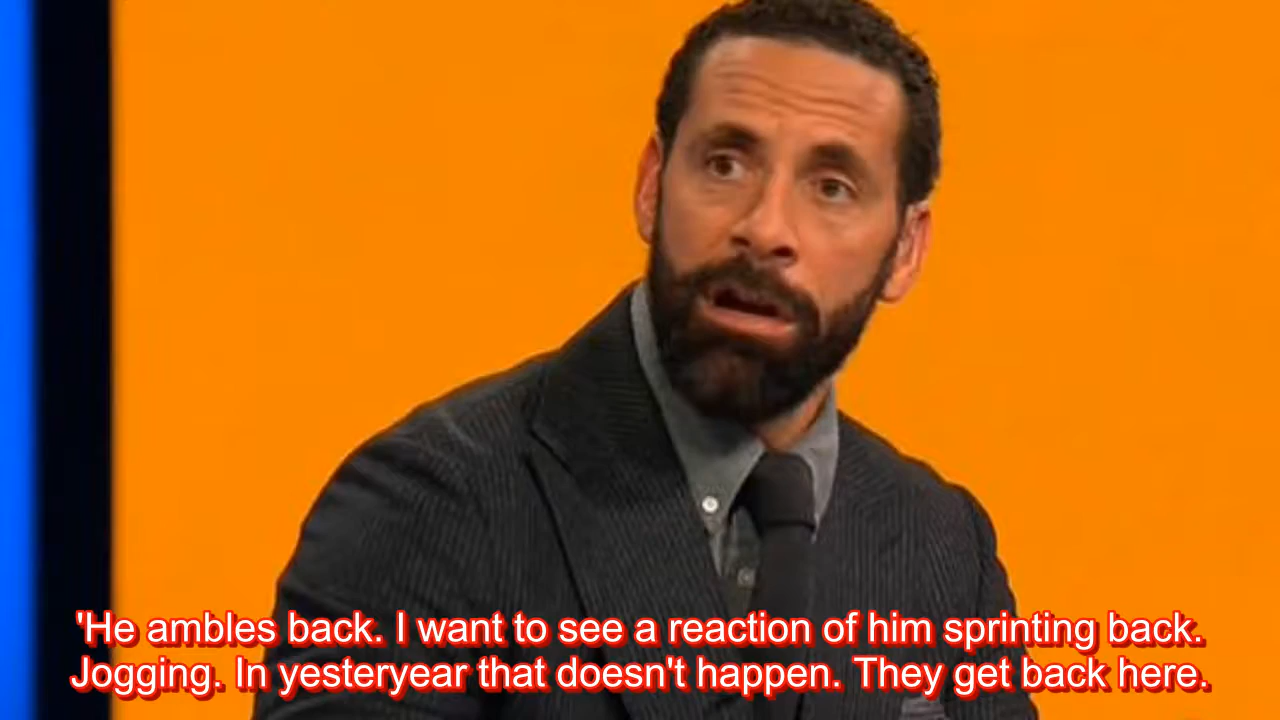 'He ambles back. I want to see a reaction of him sprinting back.
Jogging. In yesteryear that doesn't happen. They get back here.